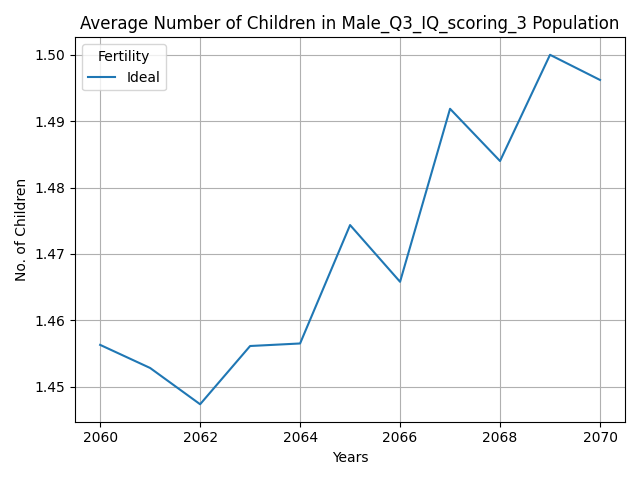 Average Number of Children in Male_Q3_IQ_scoring_3 Population
Fertility
Ideal
No. of Children
1.50
1.49
1.48
1.47
1.46
1.45
2060 2062 2064 2066 2068 2070
Years